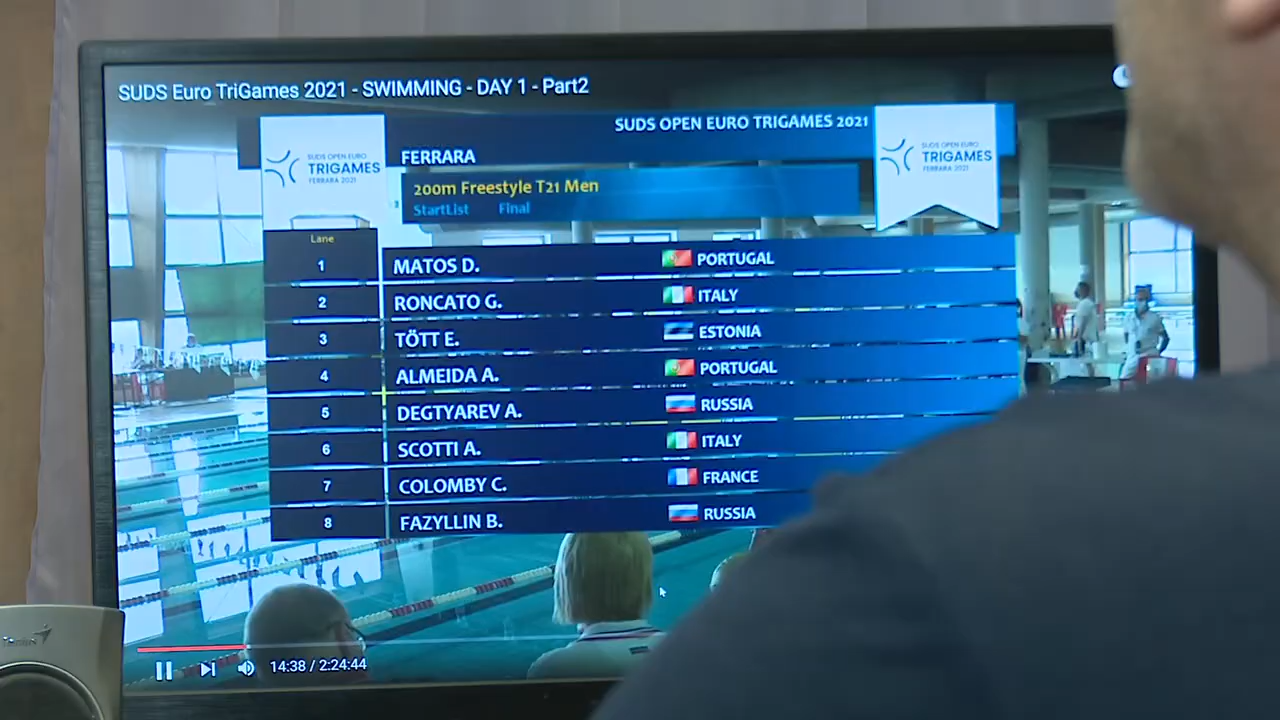 SUDS Euro TriGames 2021 - SWIMMING - DAY 1 - Part2
SUDS OPEN EURO TRIGAMES 2021
SUDS OPEN EURO
TRIGAMES
FERRARA 2021
FERRARA
200m Freestyle T21 Men
StartList Final
SUDS OPEN EURO
TRIGAMES
FERRARA 2021
Lane
1 MATOS D. PORTUGAL
2 RONCATO G. ITALY
3 TÖTT E. ESTONIA
4 ALMEIDA A. PORTUGAL
5 DEGTYAREV A. RUSSIA
6 SCOTTI A. ITALY
7 COLOMBY C. FRANCE
8 FAZYLLIN B. RUSSIA
14:38 / 2:24:44